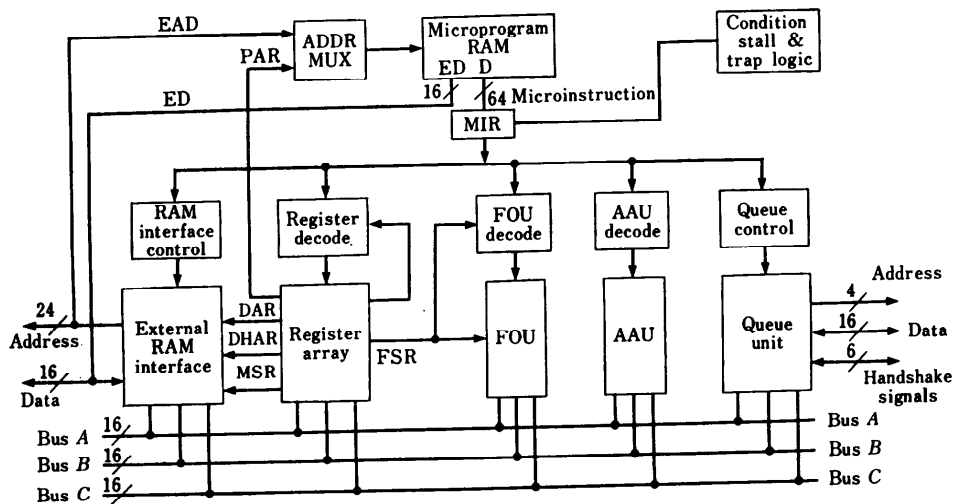 EAD
PAR
ED
ADDR
MUX
Microprogram
RAM
ED D
16
64
Microinstruction
MIR
Condition
stall &
trap logic
RAM
interface
control
Register
decode
FOU
decode
AAU
decode
Queue
control
24
Address
16
Data
External
RAM
interface
DAR
DHAR
MSR
Register
array
FSR
FOU
AAU
Queue
unit
Address
4
16
Data
6
Handshake
signals
Bus A
16
Bus A
Bus B
16
Bus B
Bus C
16
Bus C